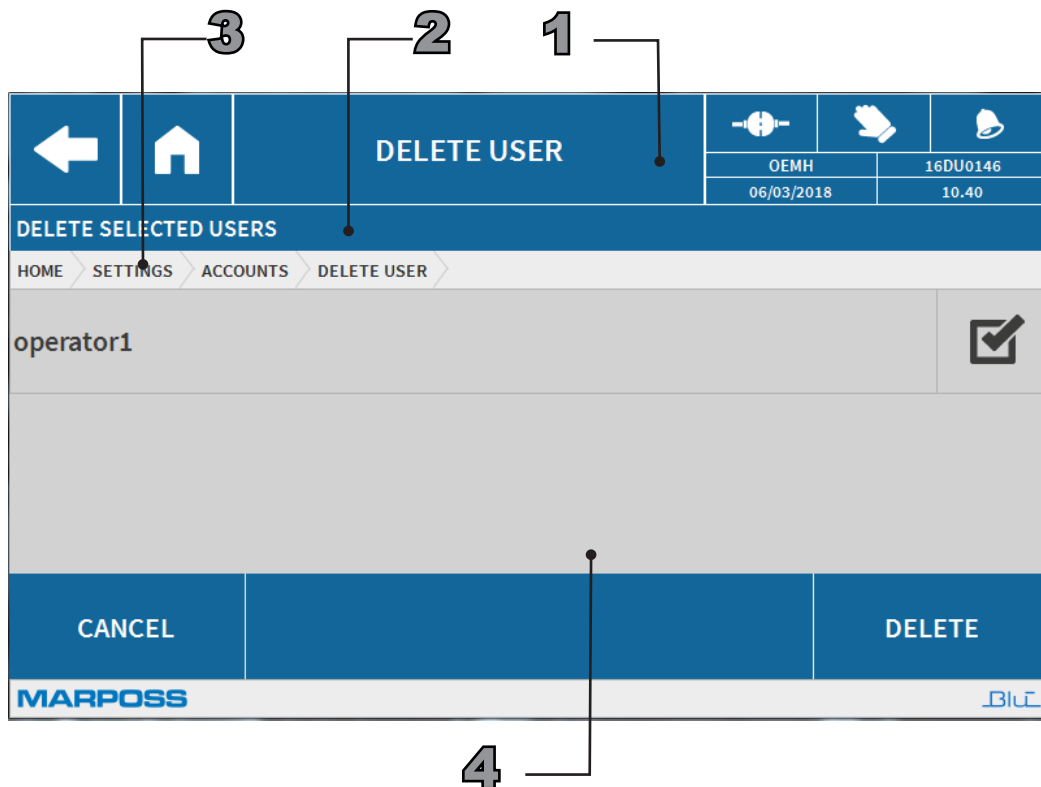 3 2 1
DELETE USER
OEMH 16DU0146
06/03/2018 10.40
DELETE SELECTED USERS
HOME SETTINGS ACCOUNTS DELETE USER
operator1
CANCEL DELETE
MARPOSS Blú
4